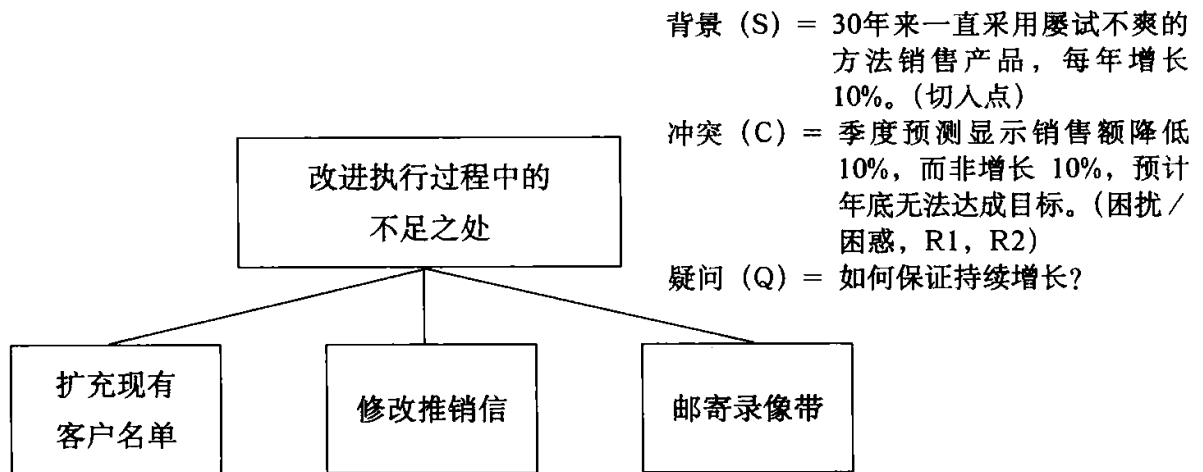 背景（S）＝ 30年来一直采用屡试不爽的
方法销售产品，每年增长
10%。（切入点）
冲突（C）＝ 季度预测显示销售额降低
10%，而非增长 10%，预计
年底无法达成目标。（困扰／
困惑，R1，R2）
疑问（Q）＝ 如何保证持续增长？
改进执行过程中的
不足之处
扩充现有
客户名单
修改推销信
邮寄录像带